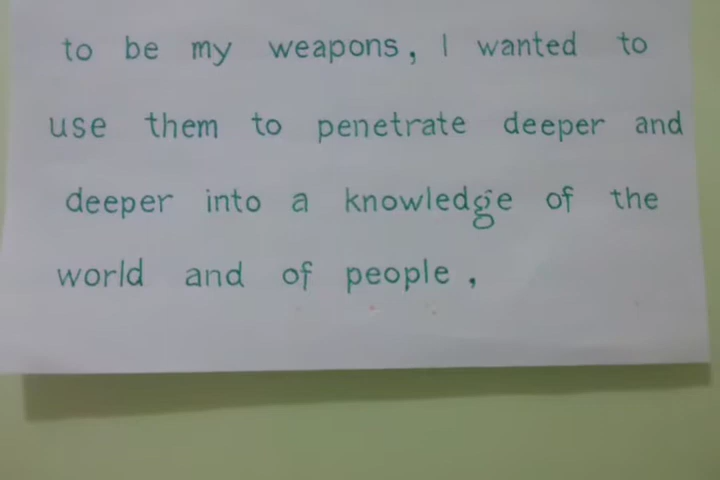 to be my weapons, I wanted to
use them to penetrate deeper and
deeper into a knowledge of the
world and of people,